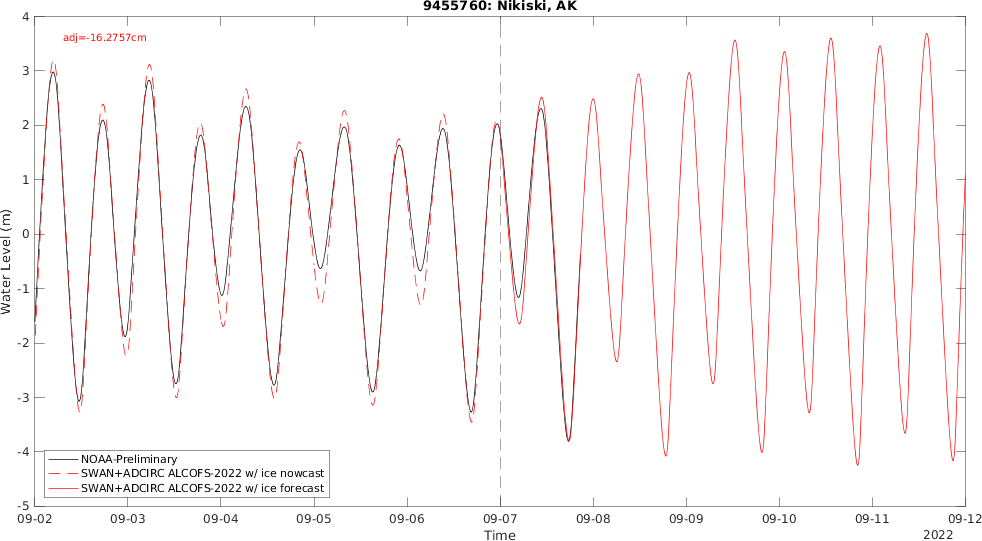 9455760: Nikiski, AK
adj=-16.2757cm
Water Level (m)
4
3
2
1
0
-1
-2
-3
-4
-5
NOAA-Preliminary
SWAN+ADCIRC ALCOFS-2022 w/ ice nowcast
SWAN+ADCIRC ALCOFS-2022 w/ ice forecast
09-02 09-03 09-04 09-05 09-06 09-07 09-08 09-09 09-10 09-11 09-12
Time
2022